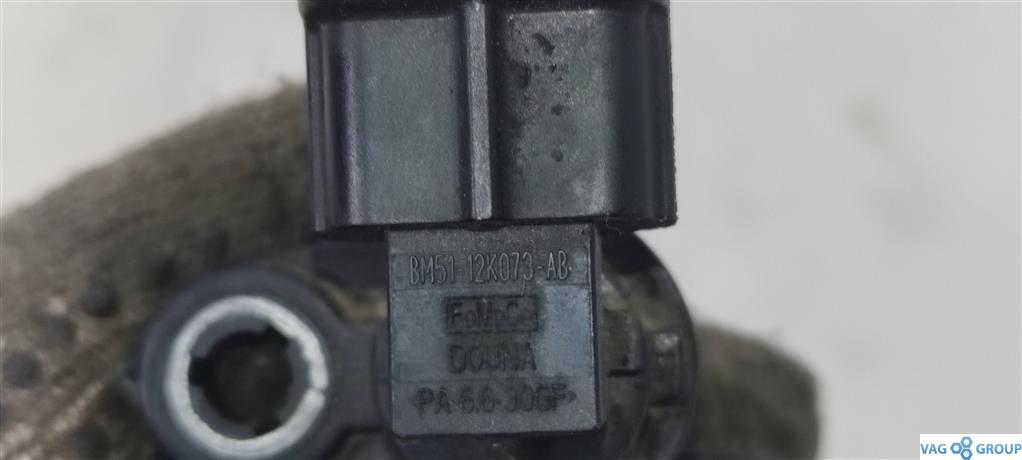 BM51-12K073-AB
FoMoCo
DOUNA
PA-6.6-30GF<
VAG GROUP